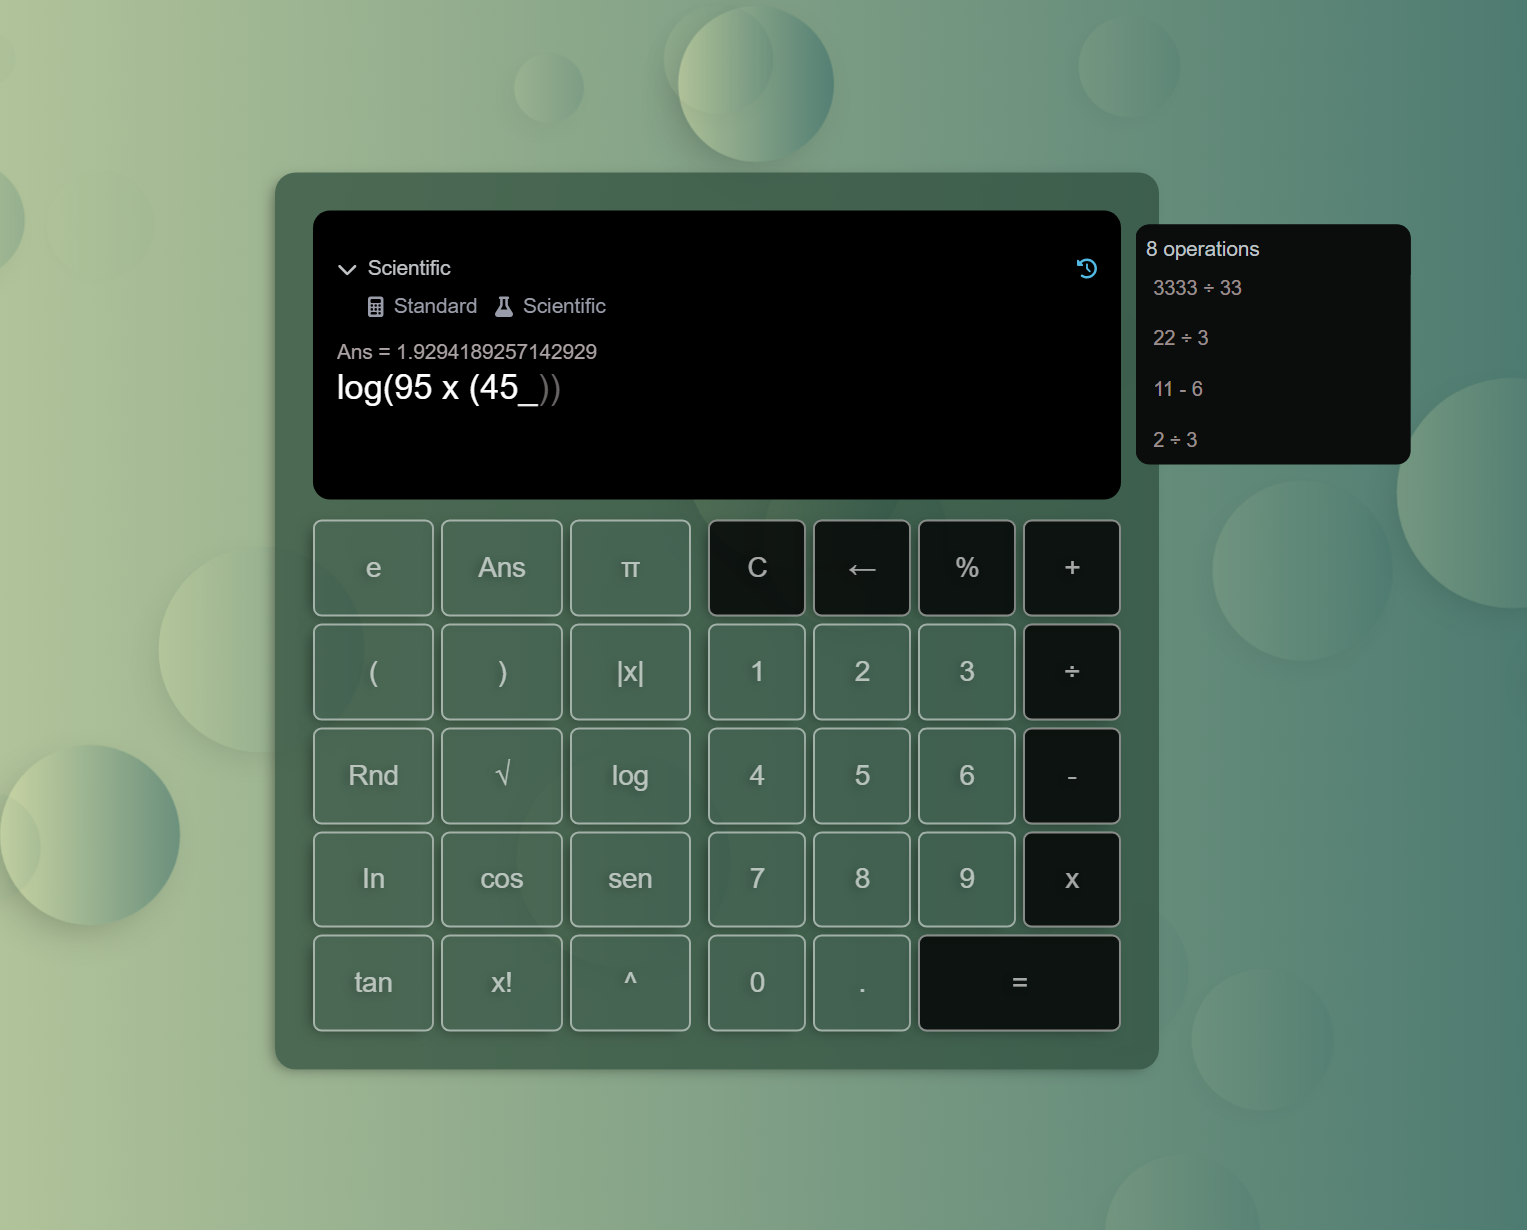 Scientific
Standard Scientific
Ans = 1.9294189257142929
log(95 x (45_))
8 operations
3333 ÷ 33
22 ÷ 3
11 - 6
2 ÷ 3
e Ans π C ← % +
( ) |x| 1 2 3 ÷
Rnd √ log 4 5 6 -
ln cos sen 7 8 9 x
tan x! ^ 0 . =